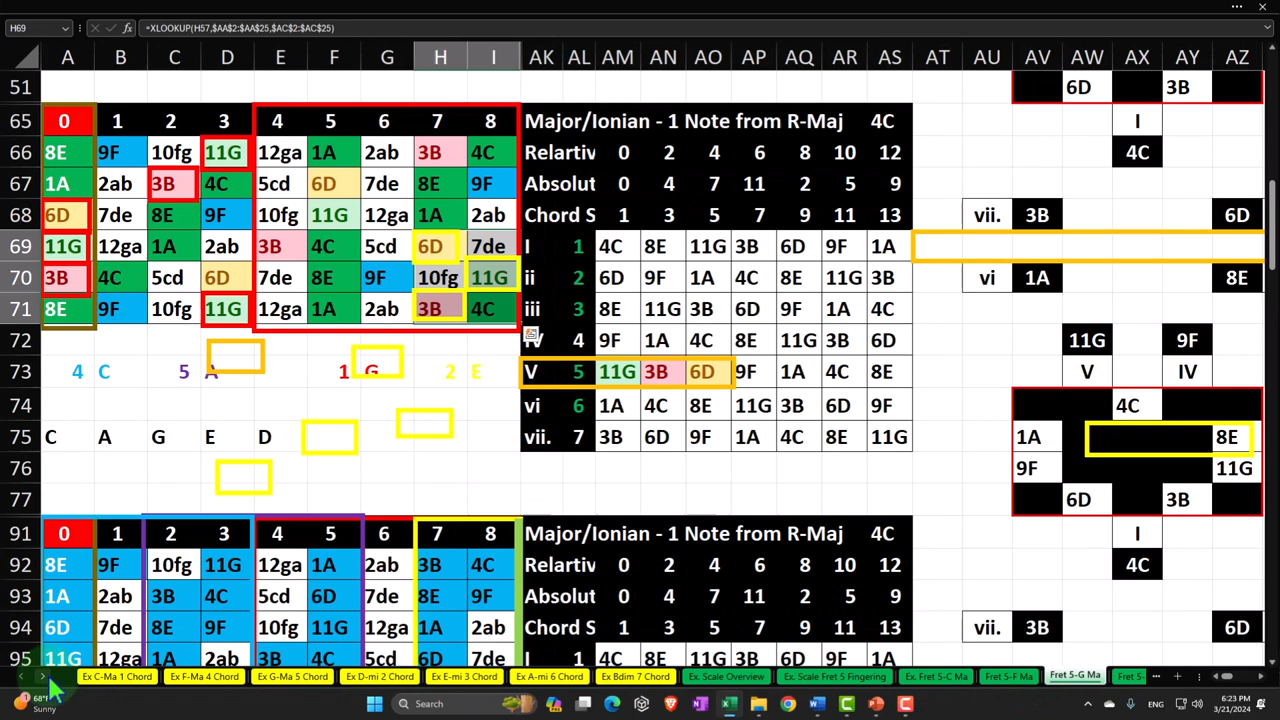 H69 fx =XLOOKUP(H57,$AA$2:$AA$25,$AC$2:$AC$25)
A B C D E F G H I AK AL AM AN AO AP AQ AR AS AT AU AV AW AX AY AZ
51 6D 3B
65 0 1 2 3 4 5 6 7 8 Major/Ionian - 1 Note from R-Maj 4C I
66 8E 9F 10fg 11G 12ga 1A 2ab 3B 4C Relartiv 0 2 4 6 8 10 12 4C
67 1A 2ab 3B 4C 5cd 6D 7de 8E 9F Absolut 0 4 7 11 2 5 9
68 6D 7de 8E 9F 10fg 11G 12ga 1A 2ab Chord S 1 3 5 7 9 11 13 vii. 3B 6D
69 11G 12ga 1A 2ab 3B 4C 5cd 6D 7de I 1 4C 8E 11G 3B 6D 9F 1A
70 3B 4C 5cd 6D 7de 8E 9F 10fg 11G ii 2 6D 9F 1A 4C 8E 11G 3B vi 1A 8E
71 8E 9F 10fg 11G 12ga 1A 2ab 3B 4C iii 3 8E 11G 3B 6D 9F 1A 4C
72 4 9F 1A 4C 8E 11G 3B 6D 11G 9F
73 4 C 5 A 1 G 2 E V 5 11G 3B 6D 9F 1A 4C 8E V IV
74 vi 6 1A 4C 8E 11G 3B 6D 9F 4C
75 C A G E D vii. 7 3B 6D 9F 1A 4C 8E 11G 1A 8E
76 9F 11G
77 6D 3B
91 0 1 2 3 4 5 6 7 8 Major/Ionian - 1 Note from R-Maj 4C I
92 8E 9F 10fg 11G 12ga 1A 2ab 3B 4C Relartiv 0 2 4 6 8 10 12 4C
93 1A 2ab 3B 4C 5cd 6D 7de 8E 9F Absolut 0 4 7 11 2 5 9
94 6D 7de 8E 9F 10fg 11G 12ga 1A 2ab Chord S 1 3 5 7 9 11 13 vii. 3B 6D
95 11G 12ga 1A 2ab 3B 4C 5cd 6D 7de I 1 4C 8E 11G 3B 6D 9F 1A
Ex C-Ma 1 Chord Ex F-Ma 4 Chord Ex G-Ma 5 Chord Ex D-mi 2 Chord Ex E-mi 3 Chord Ex A-mi 6 Chord Ex Bdim 7 Chord Ex. Scale Overview Ex. Scale Fret 5 Fingering Ex. Fret 5-C Ma Fret 5-F Ma Fret 5-G Ma Fret 5-
68°F Sunny Search 6:23 PM
3/21/2024